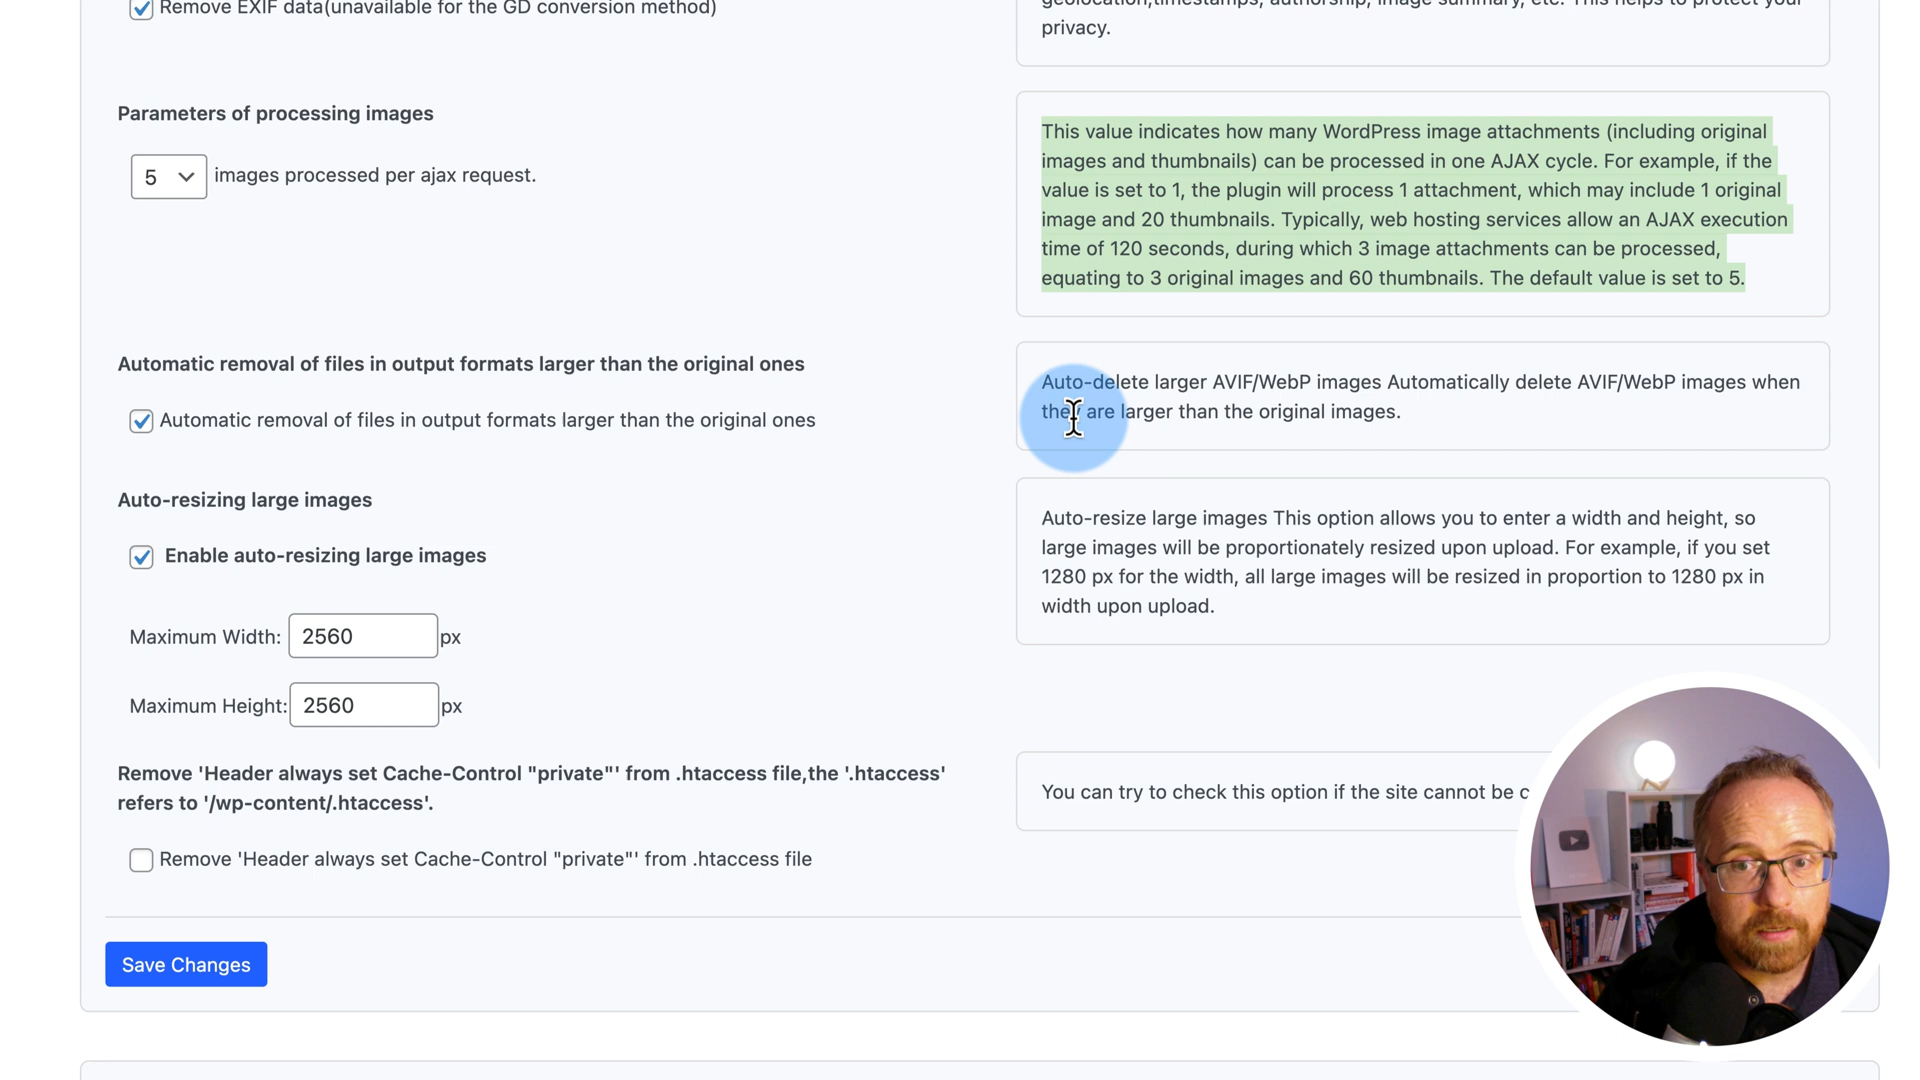 Remove EXIF data(unavailable for the GD conversion method)
geolocation,timestamps, authorship, image summary, etc. This helps to protect your
privacy.
Parameters of processing images
5 images processed per ajax request.
This value indicates how many WordPress image attachments (including original
images and thumbnails) can be processed in one AJAX cycle. For example, if the
value is set to 1, the plugin will process 1 attachment, which may include 1 original
image and 20 thumbnails. Typically, web hosting services allow an AJAX execution
time of 120 seconds, during which 3 image attachments can be processed,
equating to 3 original images and 60 thumbnails. The default value is set to 5.
Automatic removal of files in output formats larger than the original ones
Automatic removal of files in output formats larger than the original ones
Auto-delete larger AVIF/WebP images Automatically delete AVIF/WebP images when
they are larger than the original images.
Auto-resizing large images
Enable auto-resizing large images
Maximum Width: 2560 px
Maximum Height: 2560 px
Auto-resize large images This option allows you to enter a width and height, so
large images will be proportionately resized upon upload. For example, if you set
1280 px for the width, all large images will be resized in proportion to 1280 px in
width upon upload.
Remove 'Header always set Cache-Control "private"' from .htaccess file,the '.htaccess'
refers to '/wp-content/.htaccess'.
Remove 'Header always set Cache-Control "private"' from .htaccess file
You can try to check this option if the site cannot be
Save Changes